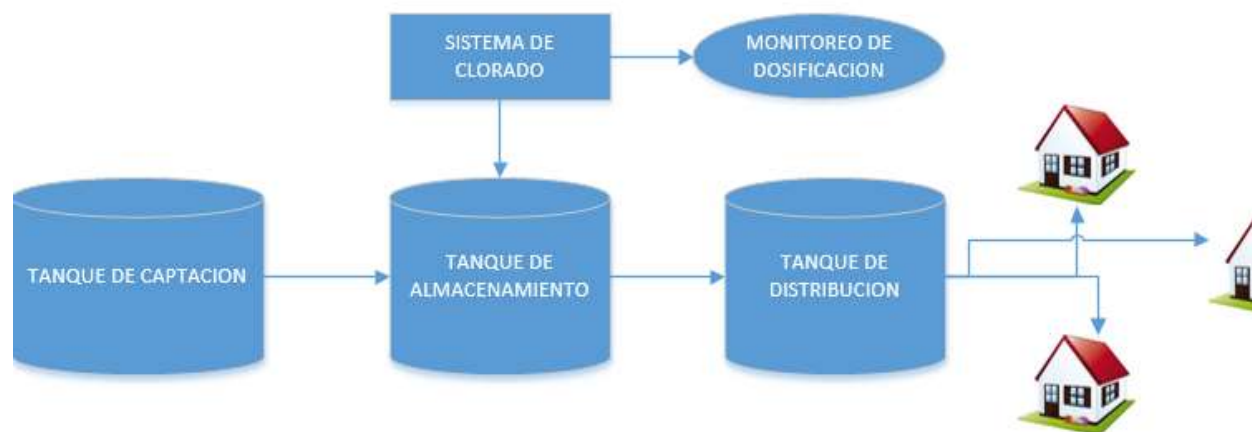 SISTEMA DE
CLORADO
MONITOREO DE
DOSIFICACION
TANQUE DE CAPTACION
TANQUE DE
ALMACENAMIENTO
TANQUE DE
DISTRIBUCION